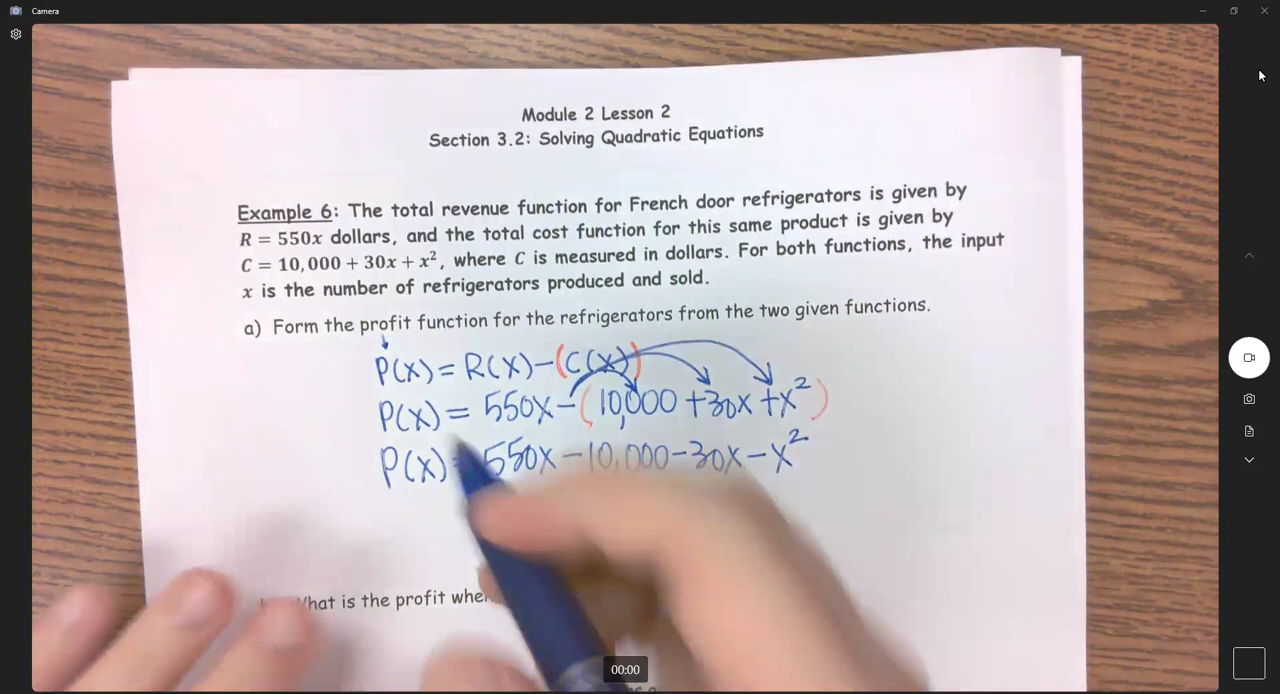 Camera
Module 2 Lesson 2
Section 3.2: Solving Quadratic Equations
Example 6: The total revenue function for French door refrigerators is given by
R = 550x dollars, and the total cost function for this same product is given by
C = 10,000 + 30x + x², where C is measured in dollars. For both functions, the input
x is the number of refrigerators produced and sold.
a) Form the profit function for the refrigerators from the two given functions.
P(x) = R(x) - (C(x))
P(x) = 550x - (10,000 + 30x + x²)
P(x) = 550x - 10,000 - 30x - x²
What is the profit
00:00